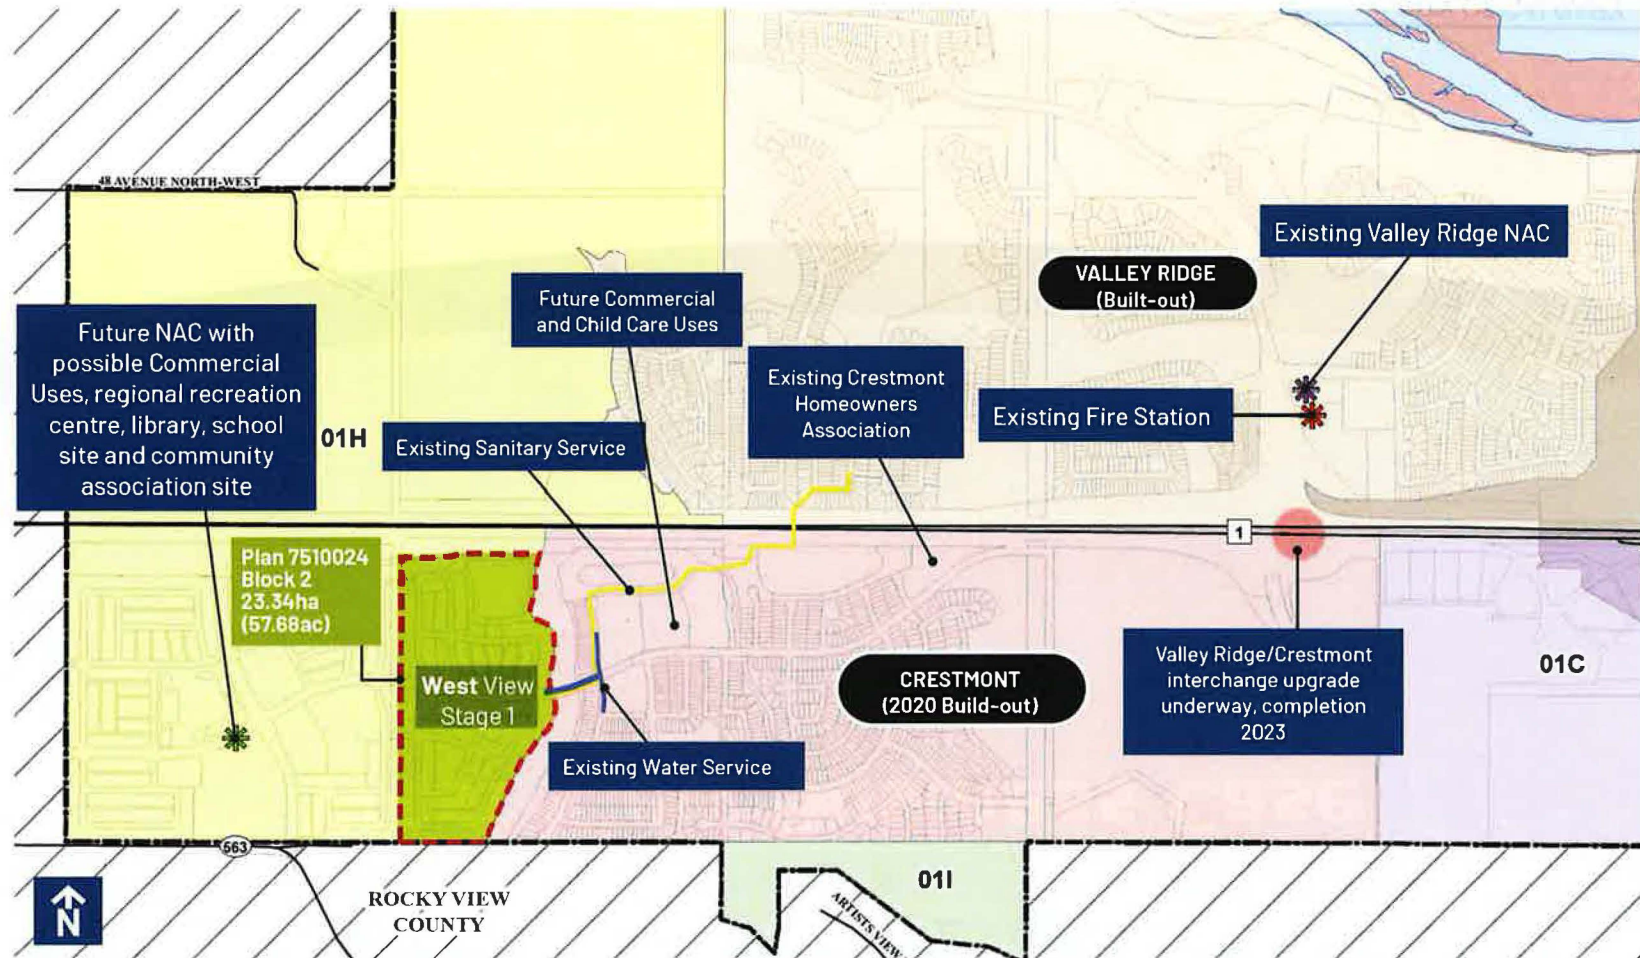 48 AVENUE NORTH-WEST
Existing Valley Ridge NAC
VALLEY RIDGE
(Built-out)
Future Commercial
and Child Care Uses
Future NAC with
possible Commercial
Uses, regional recreation
centre, library, school
site and community
association site
01H
Existing Crestmont
Homeowners
Association
Existing Fire Station
Existing Sanitary Service
1
Plan 7510024
Block 2
23.34ha
(57.68ac)
West View
Stage 1
CRESTMONT
(2020 Build-out)
Valley Ridge/Crestmont
interchange upgrade
underway, completion
2023
01C
Existing Water Service
563
01I
ROCKY VIEW
COUNTY
ARTISTS VIEW
N